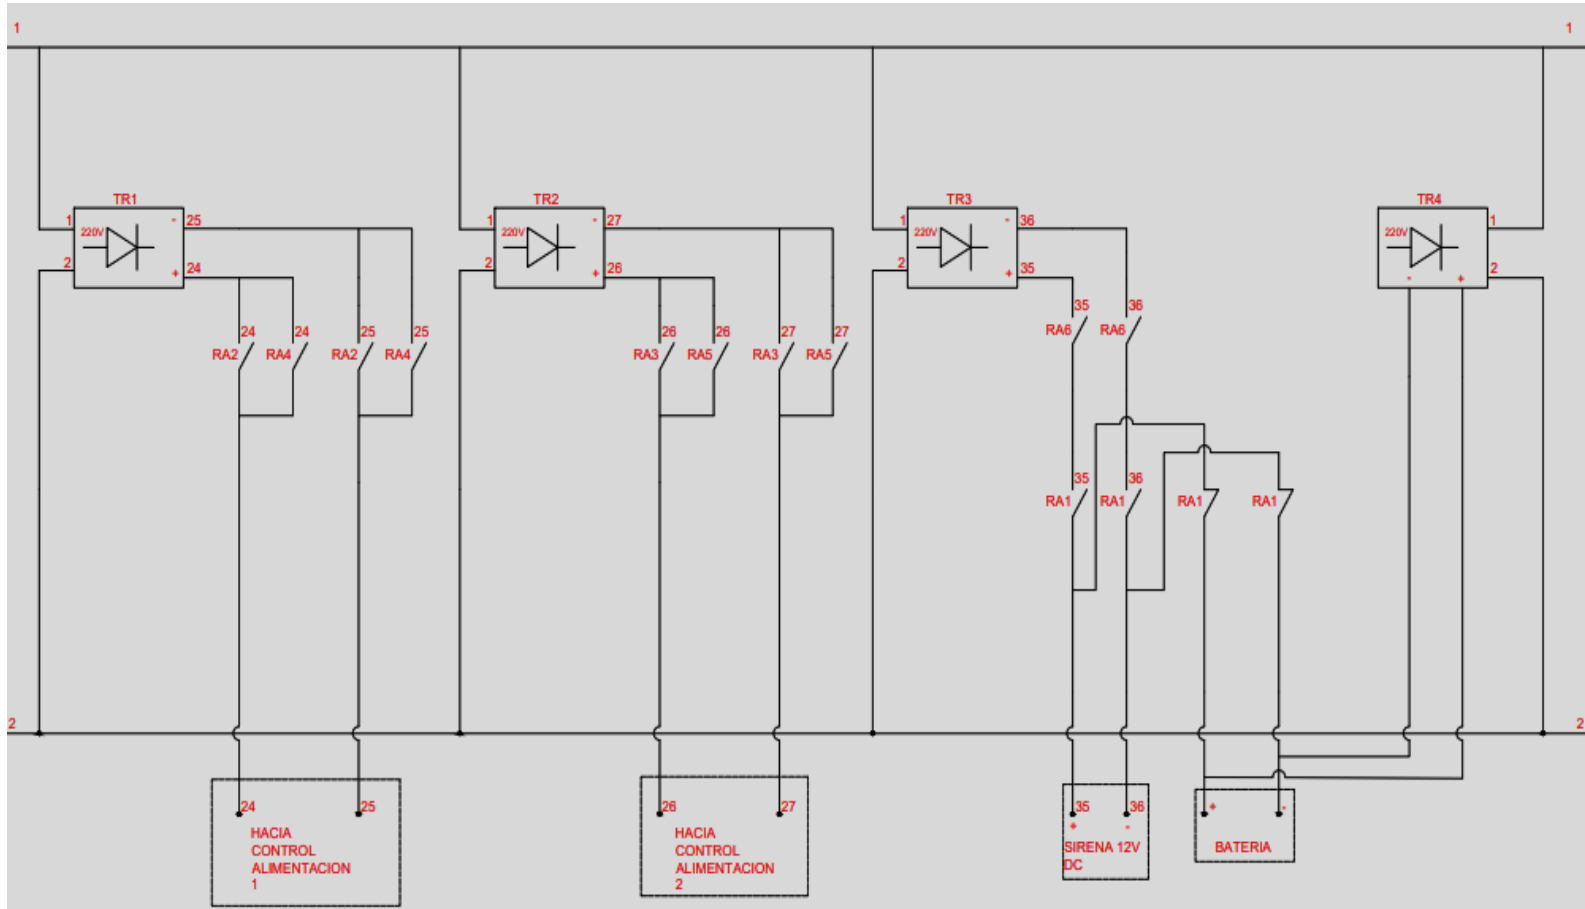 1 1
TR1 TR2 TR3 TR4
1 220V - 25 1 220V - 27 1 220V - 36 220V 1
2 + 24 2 + 26 2 + 35 - + 2
35 36
24 24 25 25 26 26 27 27 RA6 RA6
RA2 RA4 RA2 RA4 RA3 RA5 RA3 RA5
35 36
RA1 RA1 RA1 RA1
2 2
24 25 26 27 35 36 + -
+ -
HACIA
CONTROL
ALIMENTACION
1
HACIA
CONTROL
ALIMENTACION
2
SIRENA 12V
DC
BATERIA